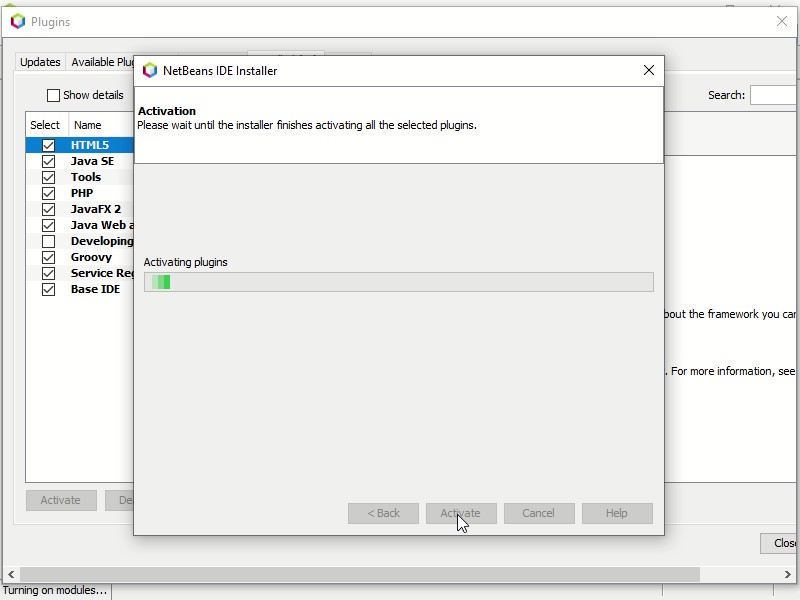 Plugins
Updates
Available Plu
NetBeans IDE Installer
Show details
Search:
Activation
Please wait until the installer finishes activating all the selected plugins.
Select
Name
HTML5
Java SE
Tools
PHP
JavaFX 2
Java Web a
Developing
Groovy
Service Reg
Base IDE
Activating plugins
bout the framework you can
. For more information, see
Activate
De
< Back
Activate
Cancel
Help
Close
Turning on modules...